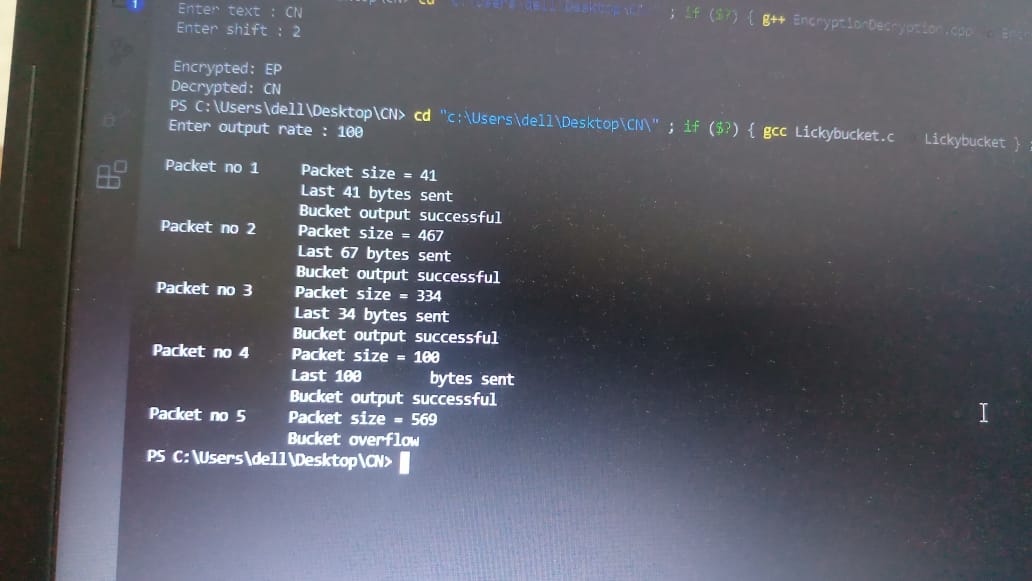 1
Enter text : CN
Enter shift : 2
; if ($?) { g++ EncryptionDecryption.cpp
Encrypted: EP
Decrypted: CN
PS C:\Users\dell\Desktop\CN> cd "c:\Users\dell\Desktop\CN\" ; if ($?) { gcc Lickybucket.c Lickybucket } ;
Enter output rate : 100
Packet no 1 Packet size = 41
Last 41 bytes sent
Bucket output successful
Packet no 2 Packet size = 467
Last 67 bytes sent
Bucket output successful
Packet no 3 Packet size = 334
Last 34 bytes sent
Bucket output successful
Packet no 4 Packet size = 100
Last 100 bytes sent
Bucket output successful
Packet no 5 Packet size = 569
Bucket overflow
PS C:\Users\dell\Desktop\CN>